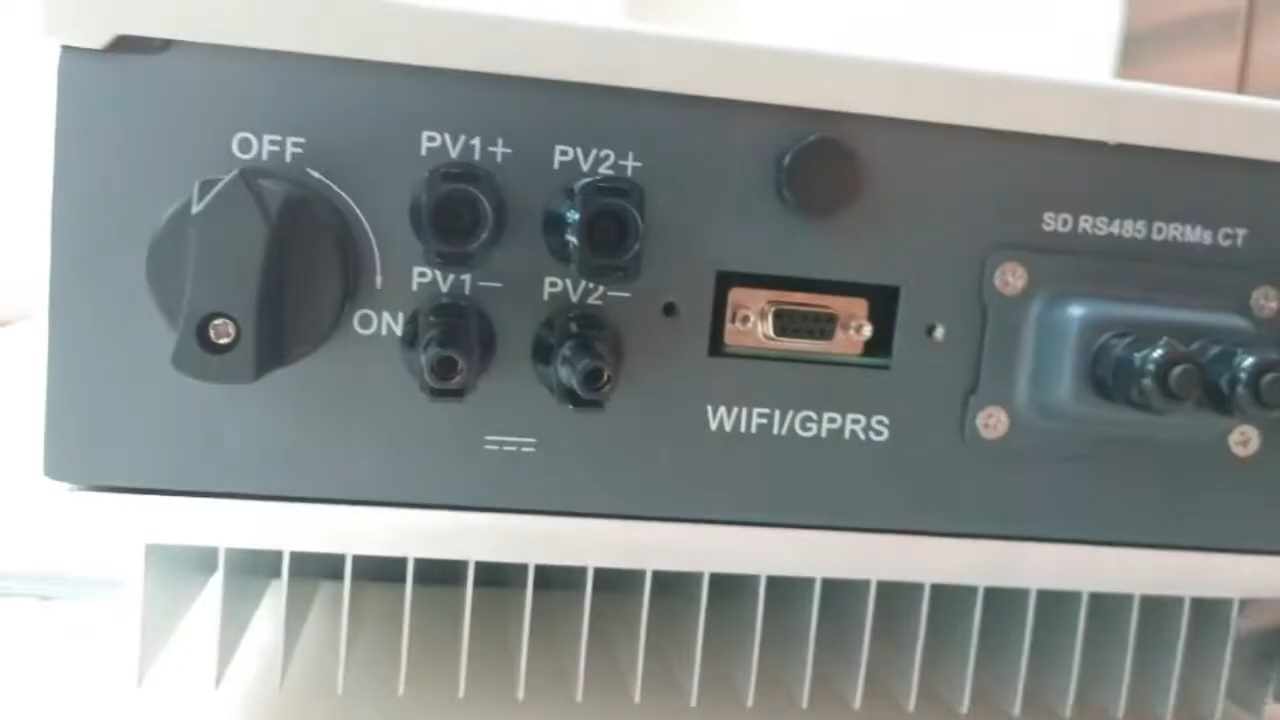 OFF
PV1+ PV2+
PV1− PV2−
ON
WIFI/GPRS
SD RS485 DRMs CT